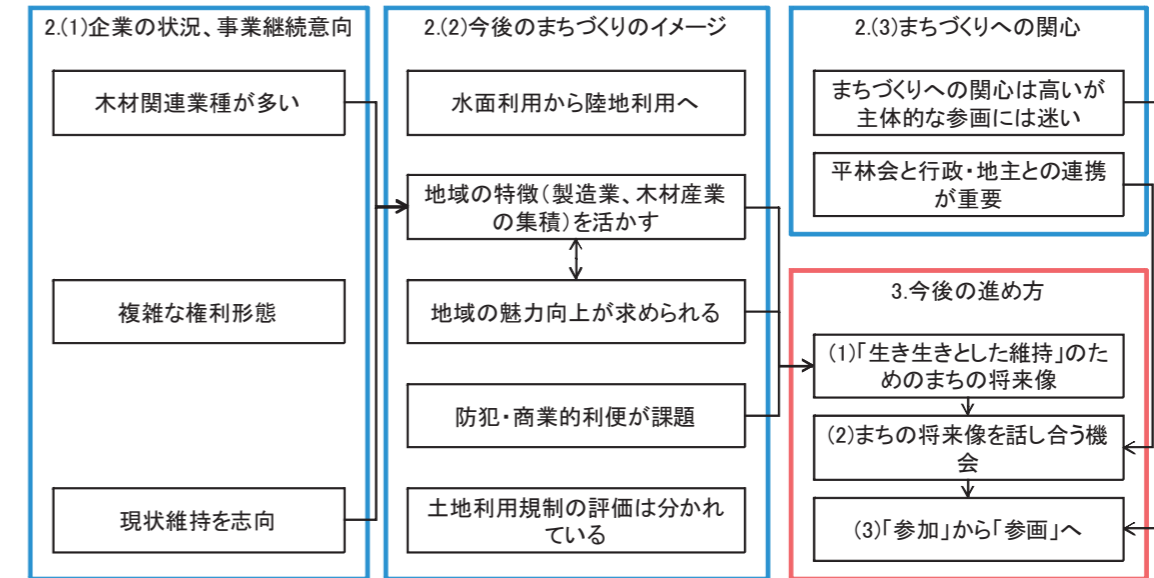 2.(1)企業の状況、事業継続意向
木材関連業種が多い
複雑な権利形態
現状維持を志向
2.(2)今後のまちづくりのイメージ
水面利用から陸地利用へ
地域の特徴(製造業、木材産業
の集積)を活かす
地域の魅力向上が求められる
防犯・商業的利便が課題
土地利用規制の評価は分かれ
ている
2.(3)まちづくりへの関心
まちづくりへの関心は高いが
主体的な参画には迷い
平林会と行政・地主との連携
が重要
3.今後の進め方
(1)「生き生きとした維持」のた
めのまちの将来像
(2)まちの将来像を話し合う機
会
(3)「参加」から「参画」へ